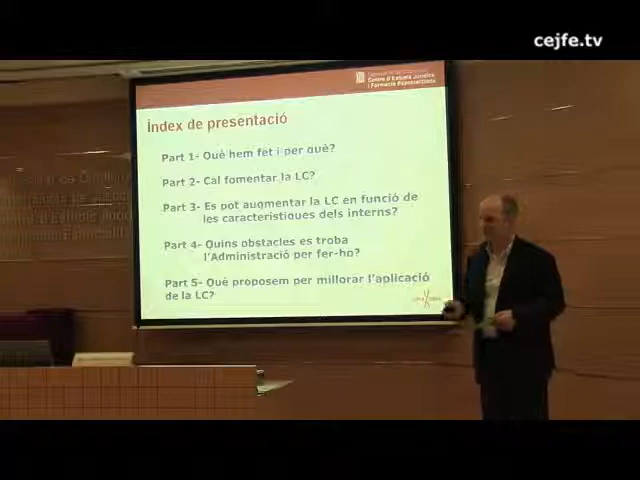 cejfe.tv
Centre d'Estudis Jurídics
i Formació Especialitzada
Índex de presentació
Part 1- Què hem fet i per què?
Part 2- Cal fomentar la LC?
Part 3- Es pot augmentar la LC en funció de
les característiques dels interns?
Part 4- Quins obstacles es troba
l'Administració per fer-ho?
Part 5- Què proposem per millorar l'aplicació
de la LC?